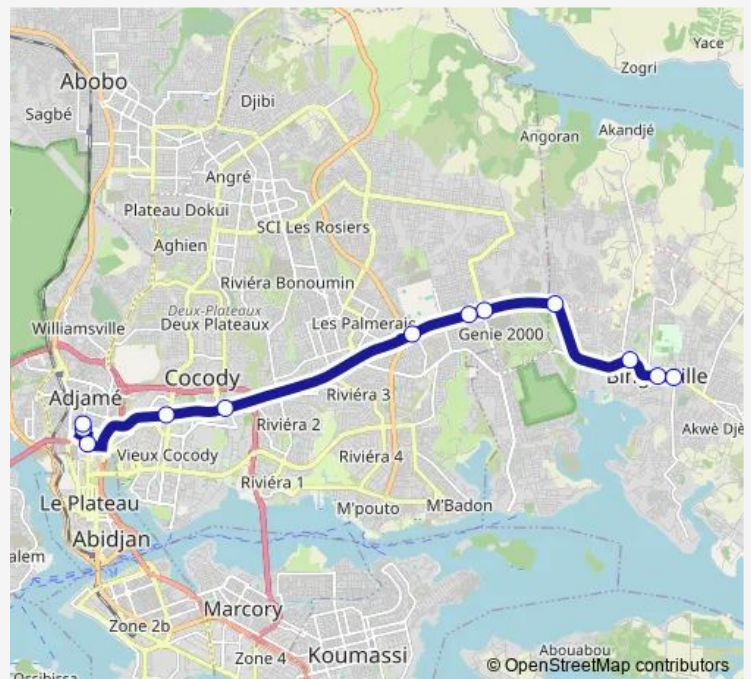 Yace
Zogri
Abobo
Djibi
Sagbé
Angoran
Akandjé
Angré
Plateau Dokui
SCI Les Rosiers
Aghien
Riviéra Bonoumin
Deux-Plateaux
Deux Plateaux
Les Palmerais
Williamsville
Genie 2000
Cocody
Adjamé
Riviéra 3
Riviéra 2
Akwè Djè
Vieux Cocody
Riviéra 4
Riviéra 1
Le Plateau
M'pouto
M'Badon
Abidjan
alem
Marcory
Zone 2b
Zone 4
Koumassi
Abouabou
© OpenStreetMap contributors